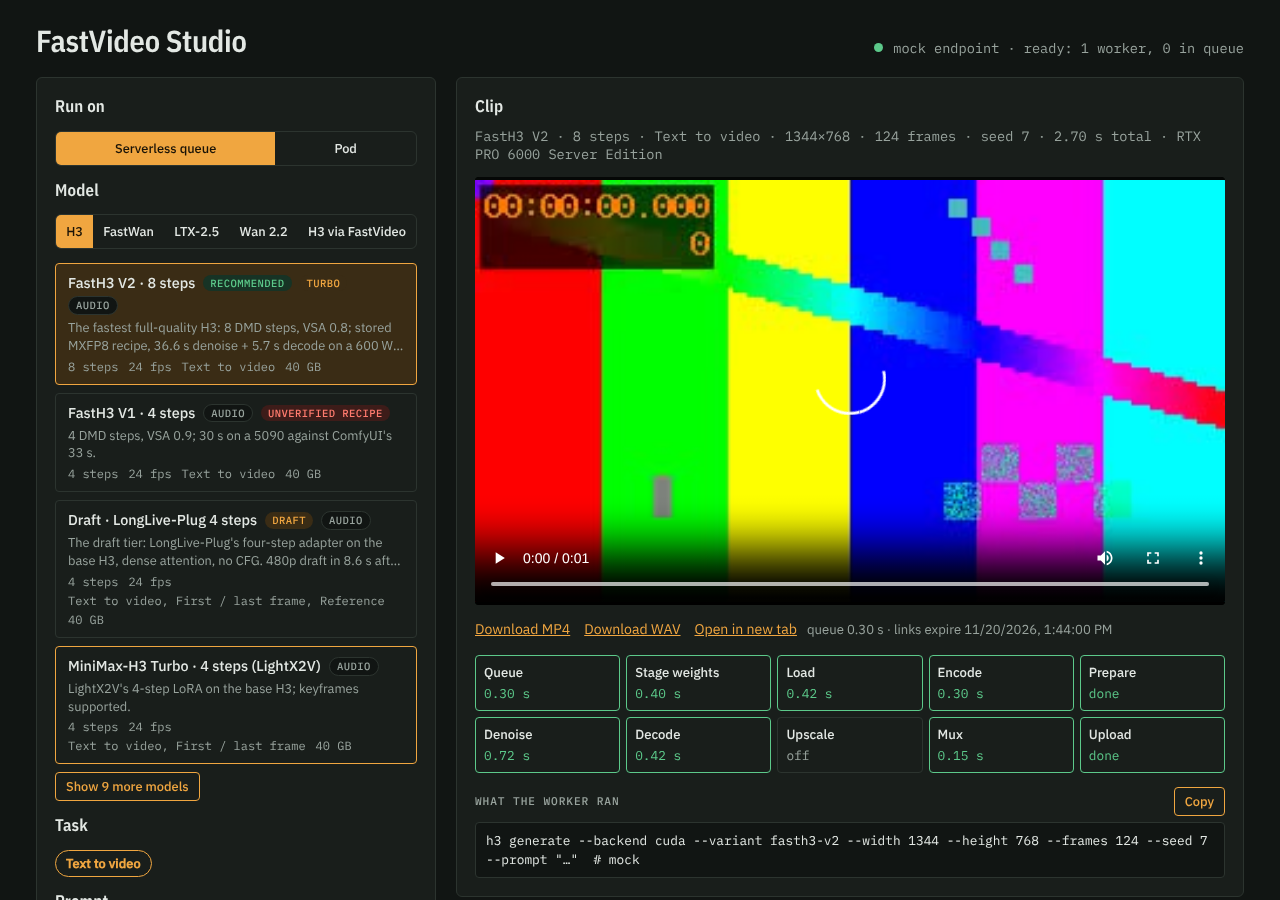 FastVideo Studio
mock endpoint · ready: 1 worker, 0 in queue
Run on
Serverless queue
Pod
Model
H3
FastWan
LTX-2.5
Wan 2.2
H3 via FastVideo
FastH3 V2 · 8 steps RECOMMENDED TURBO
AUDIO
The fastest full-quality H3: 8 DMD steps, VSA 0.8; stored
MXFP8 recipe, 36.6 s denoise + 5.7 s decode on a 600 W…
8 steps 24 fps Text to video 40 GB
FastH3 V1 · 4 steps AUDIO UNVERIFIED RECIPE
4 DMD steps, VSA 0.9; 30 s on a 5090 against ComfyUI's
33 s.
4 steps 24 fps Text to video 40 GB
Draft · LongLive-Plug 4 steps DRAFT AUDIO
The draft tier: LongLive-Plug's four-step adapter on the
base H3, dense attention, no CFG. 480p draft in 8.6 s aft…
4 steps 24 fps
Text to video, First / last frame, Reference
40 GB
MiniMax-H3 Turbo · 4 steps (LightX2V) AUDIO
LightX2V's 4-step LoRA on the base H3; keyframes
supported.
4 steps 24 fps
Text to video, First / last frame 40 GB
Show 9 more models
Task
Text to video
Prompt
Clip
FastH3 V2 · 8 steps · Text to video · 1344×768 · 124 frames · seed 7 · 2.70 s total · RTX
PRO 6000 Server Edition
00:00:00.000
0
0:00 / 0:01
Download MP4 Download WAV Open in new tab queue 0.30 s · links expire 11/20/2026, 1:44:00 PM
Queue
0.30 s
Stage weights
0.40 s
Load
0.42 s
Encode
0.30 s
Prepare
done
Denoise
0.72 s
Decode
0.42 s
Upscale
off
Mux
0.15 s
Upload
done
WHAT THE WORKER RAN
Copy
h3 generate --backend cuda --variant fasth3-v2 --width 1344 --height 768 --frames 124 --seed 7
--prompt "…"  # mock